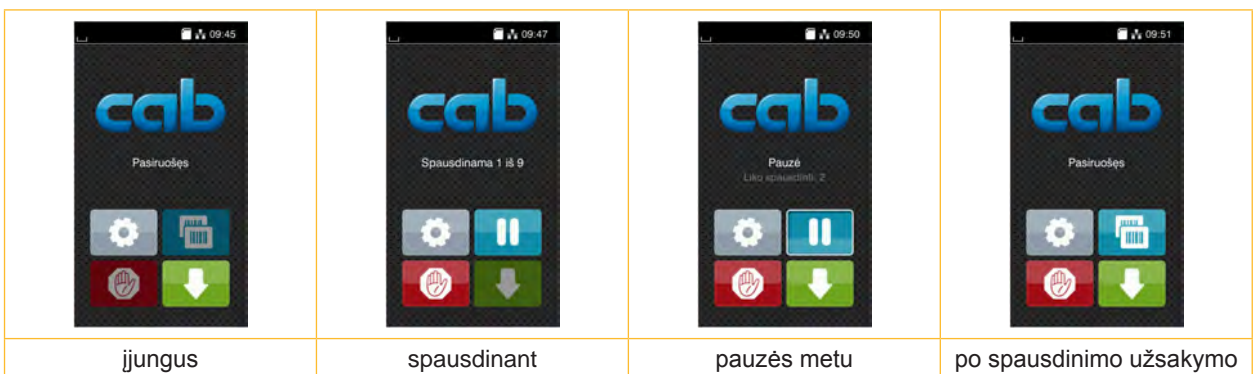 09:45
cab
Pasiruošęs
įjungus
09:47
cab
Spausdinama 1 iš 9
spausdinant
09:50
cab
Pauzė
Liko spausdinti: 2
pauzės metu
09:51
cab
Pasiruošęs
po spausdinimo užsakymo